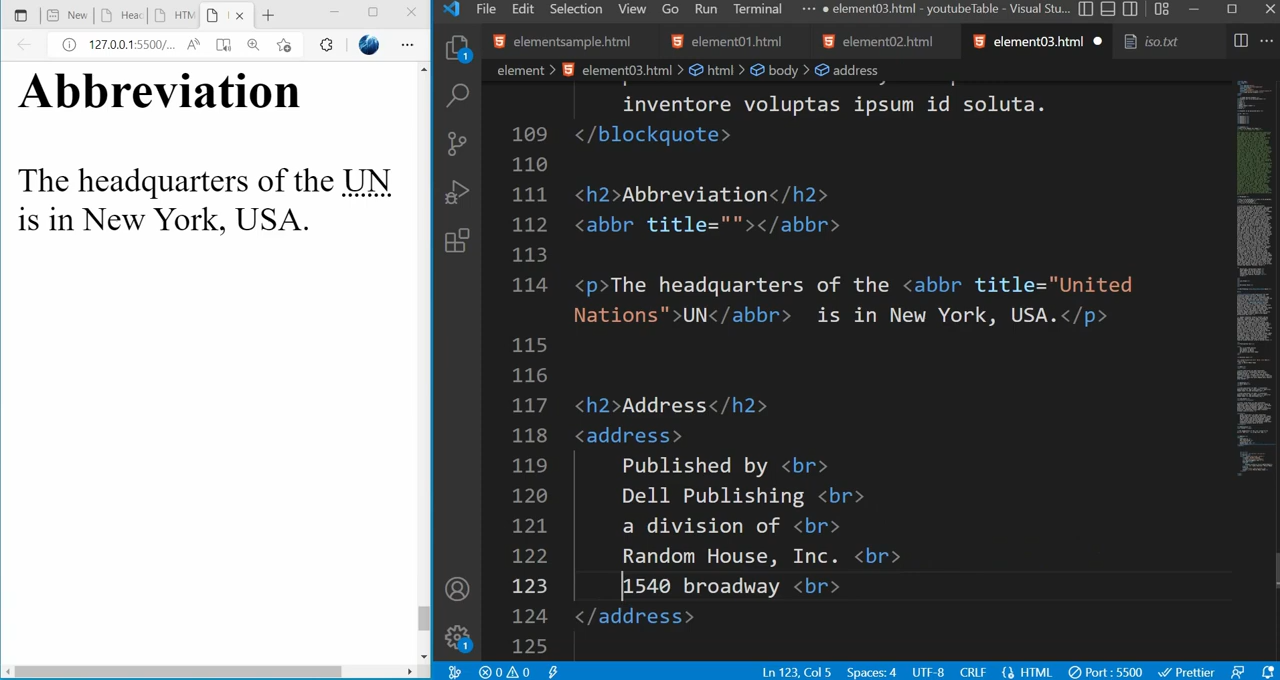 New
Head
HTM
File Edit Selection View Go Run Terminal ··· ● element03.html - youtubeTable - Visual Stu...
127.0.0.1:5500/...
elementsample.html element01.html element02.html element03.html ● iso.txt
element > element03.html > html > body > address
Abbreviation
The headquarters of the UN
is in New York, USA.
inventore voluptas ipsum id soluta.
109 </blockquote>
110
111 <h2>Abbreviation</h2>
112 <abbr title=""></abbr>
113
114 <p>The headquarters of the <abbr title="United
Nations">UN</abbr>  is in New York, USA.</p>
115
116
117 <h2>Address</h2>
118 <address>
119 Published by <br>
120 Dell Publishing <br>
121 a division of <br>
122 Random House, Inc. <br>
123 1540 broadway <br>
124 </address>
125
1
1
0 0 Ln 123, Col 5 Spaces: 4 UTF-8 CRLF HTML Port : 5500 Prettier